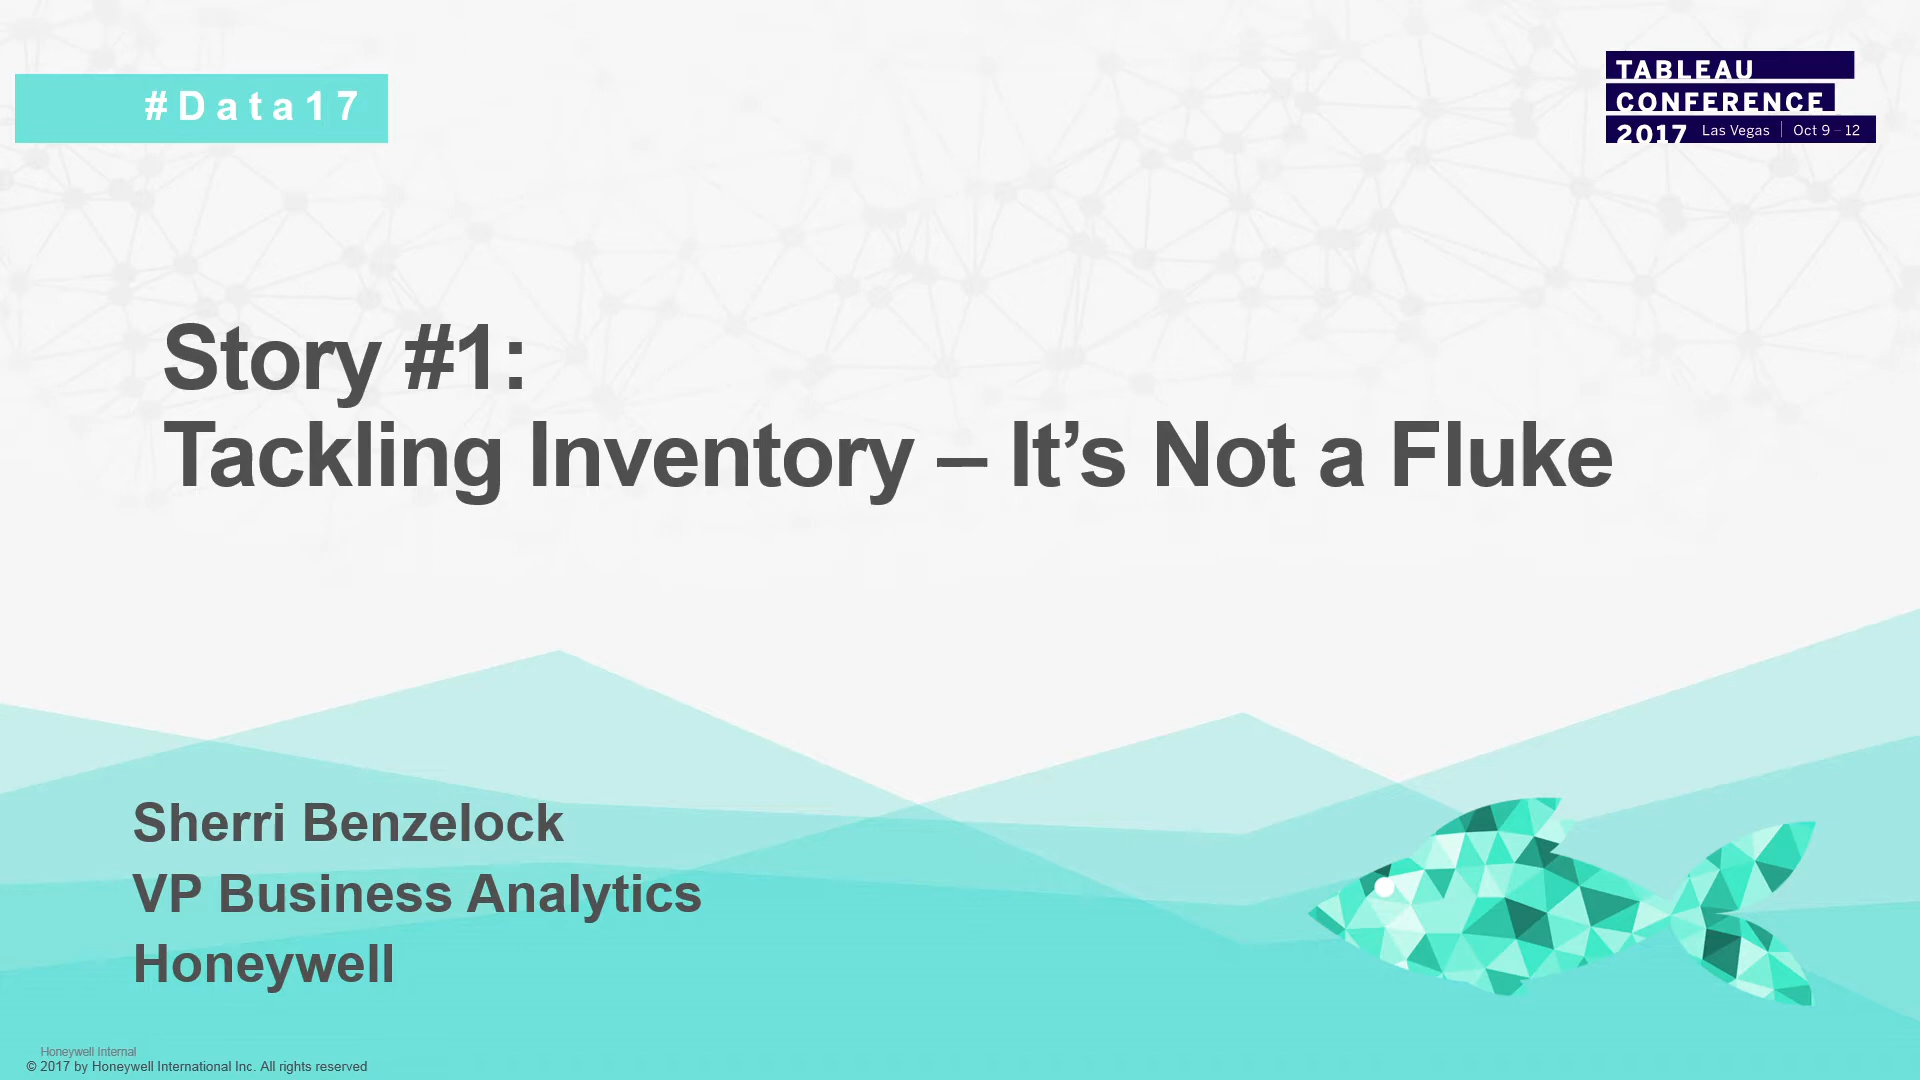 #Data17
TABLEAU
CONFERENCE
2017 Las Vegas | Oct 9 – 12
Story #1:
Tackling Inventory – It’s Not a Fluke
Sherri Benzelock
VP Business Analytics
Honeywell
Honeywell Internal
© 2017 by Honeywell International Inc. All rights reserved